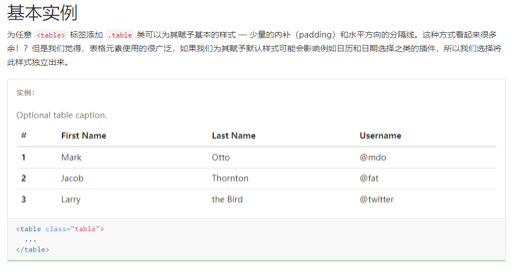 基本实例
为任意 <table> 标签添加 .table 类可以为其赋予基本的样式 — 少量的内补（padding）和水平方向的分隔线。这种方式看起来很多
余！？但是我们觉得，表格元素使用的很广泛，如果我们为其赋予默认样式可能会影响例如日历和日期选择之类的插件，所以我们选择将
此样式独立出来。
实例：
Optional table caption.
# First Name Last Name Username
1 Mark Otto @mdo
2 Jacob Thornton @fat
3 Larry the Bird @twitter
<table class="table">
...
</table>